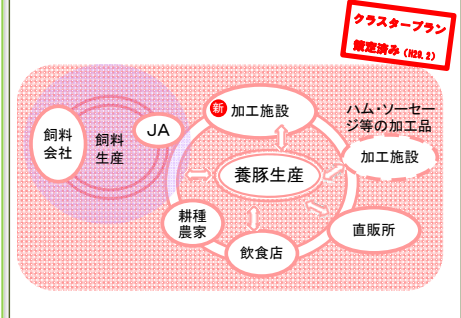 クラスタープラン
策定済み（H29.2）
ハム・ソーセー
ジ等の加工品
新 加工施設
加工施設
飼料
会社
飼料
生産
JA
養豚生産
耕種
農家
飲食店
直販所